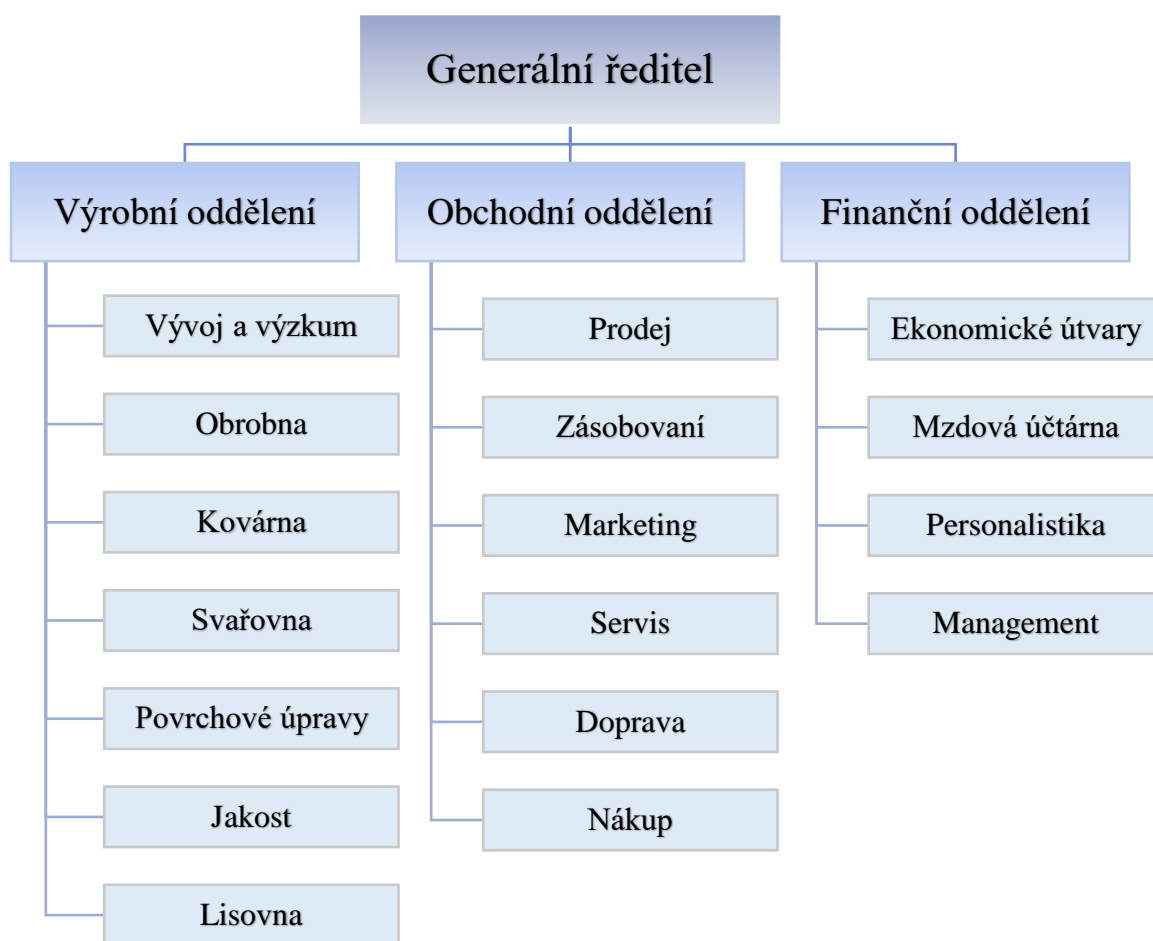 Generální ředitel
Výrobní oddělení
Vývoj a výzkum
Obrobna
Kovárna
Svařovna
Povrchové úpravy
Jakost
Lisovna
Obchodní oddělení
Prodej
Zásobovaní
Marketing
Servis
Doprava
Nákup
Finanční oddělení
Ekonomické útvary
Mzdová účtárna
Personalistika
Management